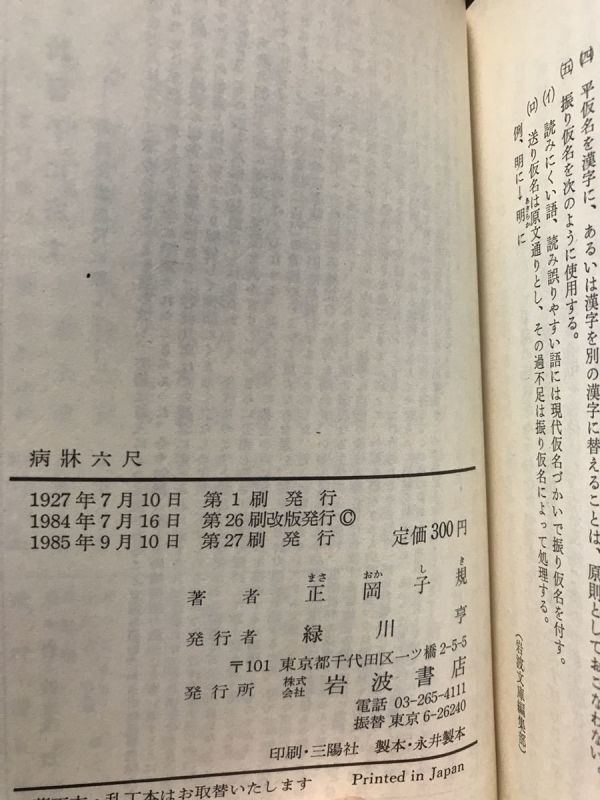 ㈣ 平仮名を漢字に、あるいは漢字を別の漢字に替えることは、原則としておこなわない。
㈤ 振り仮名を次のように使用する。
(イ) 読みにくい語、読み誤りやすい語には現代仮名づかいで振り仮名を付す。
(ロ) 送り仮名は原文通りとし、その過不足は振り仮名によって処理する。
例、明に→明に
あきらか
(岩波文庫編集部)
病牀六尺
1927年7月10日 第1刷発行
1984年7月16日 第26刷改版発行©
1985年9月10日 第27刷発行
定価300円
まさ おか し き
著者 正岡子規
発行者 緑川亨
〒101 東京都千代田区一ツ橋2-5-5
発行所 株式会社 岩波書店
電話 03-265-4111
振替 東京6-26240
印刷・三陽社 製本・永井製本
乱丁本はお取替いたします Printed in Japan